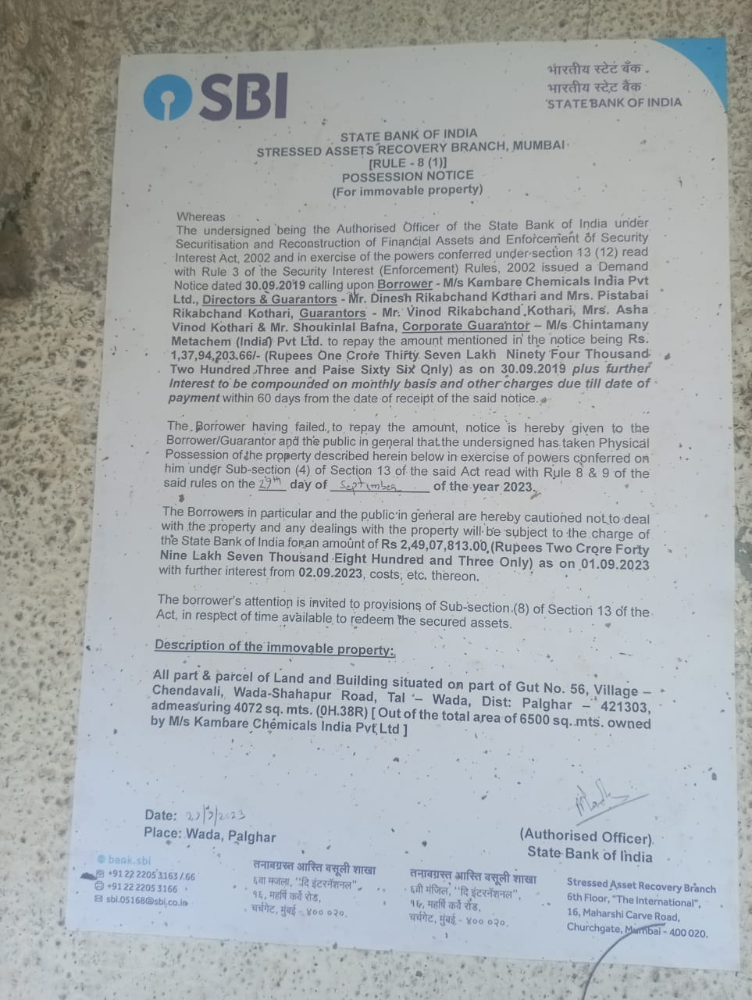 SBI
भारतीय स्टेट बँक
भारतीय स्टेट बैंक
STATE BANK OF INDIA
STATE BANK OF INDIA
STRESSED ASSETS RECOVERY BRANCH, MUMBAI
[RULE - 8 (1)]
POSSESSION NOTICE
(For immovable property)
Whereas
The undersigned being the Authorised Officer of the State Bank of India under
Securitisation and Reconstruction of Financial Assets and Enforcement of Security
Interest Act, 2002 and in exercise of the powers conferred under section 13 (12) read
with Rule 3 of the Security Interest (Enforcement) Rules, 2002 issued a Demand
Notice dated 30.09.2019 calling upon Borrower - M/s Kambare Chemicals India Pvt
Ltd., Directors & Guarantors - Mr. Dinesh Rikabchand Kothari and Mrs. Pistabai
Rikabchand Kothari, Guarantors - Mr. Vinod Rikabchand Kothari, Mrs. Asha
Vinod Kothari & Mr. Shoukinlal Bafna, Corporate Guarantor – M/s Chintamany
Metachem (India) Pvt Ltd. to repay the amount mentioned in the notice being Rs.
1,37,94,203.66/- (Rupees One Crore Thirty Seven Lakh Ninety Four Thousand
Two Hundred Three and Paise Sixty Six Only) as on 30.09.2019 plus further
Interest to be compounded on monthly basis and other charges due till date of
payment within 60 days from the date of receipt of the said notice.
The Borrower having failed to repay the amount, notice is hereby given to the
Borrower/Guarantor and the public in general that the undersigned has taken Physical
Possession of the property described herein below in exercise of powers conferred on
him under Sub-section (4) of Section 13 of the said Act read with Rule 8 & 9 of the
said rules on the 29th day of September of the year 2023.
The Borrowers in particular and the public in general are hereby cautioned not to deal
with the property and any dealings with the property will be subject to the charge of
the State Bank of India for an amount of Rs 2,49,07,813.00 (Rupees Two Crore Forty
Nine Lakh Seven Thousand Eight Hundred and Three Only) as on 01.09.2023
with further interest from 02.09.2023, costs, etc. thereon.
The borrower's attention is invited to provisions of Sub-section (8) of Section 13 of the
Act, in respect of time available to redeem the secured assets.
Description of the immovable property:
All part & parcel of Land and Building situated on part of Gut No. 56, Village –
Chendavali, Wada-Shahapur Road, Tal – Wada, Dist: Palghar – 421303,
admeasuring 4072 sq. mts. (0H.38R) [ Out of the total area of 6500 sq. mts. owned
by M/s Kambare Chemicals India Pvt Ltd ]
Date:
Place: Wada, Palghar
(Authorised Officer)
State Bank of India
bank.sbi
+91 22 2205 3163 / 66
+91 22 2205 3166
sbi.05168@sbi.co.in
तनावग्रस्त आस्ति वसूली शाखा
६वा मजला, "दि इंटरनॅशनल",
१६, महर्षि कर्वे रोड,
चर्चगेट, मुंबई - ४०० ०२०.
तनावग्रस्त आस्ति वसूली शाखा
६वी मंजिल, "दि इंटरनॅशनल",
१६, महर्षि कर्वे रोड,
चर्चगेट, मुंबई - ४०० ०२०.
Stressed Asset Recovery Branch
6th Floor, "The International",
16, Maharshi Carve Road,
Churchgate, Mumbai - 400 020.